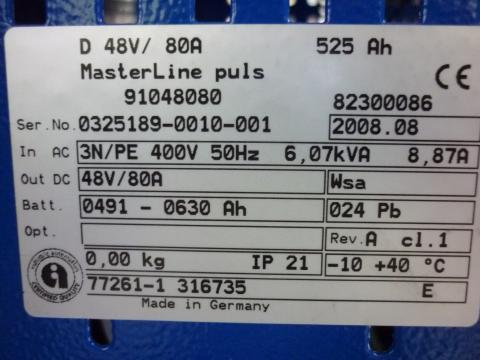 D 48V/ 80A 525 Ah
MasterLine puls
91048080 82300086
CE
Ser.No. 0325189-0010-001 2008.08
In AC 3N/PE 400V 50Hz 6,07kVA 8,87A
Out DC 48V/80A Wsa
Batt. 0491 - 0630 Ah 024 Pb
Opt. Rev.A cl.1
0,00 kg IP 21 -10 +40 °C
77261-1 316735 E
Made in Germany